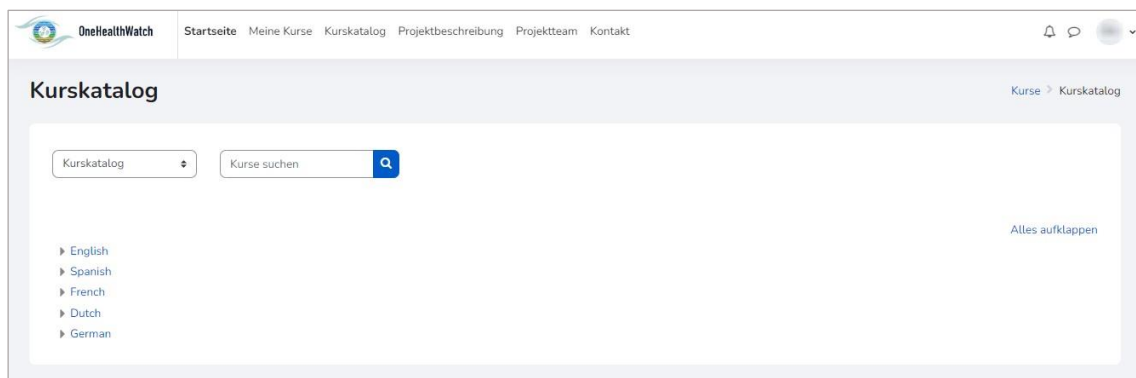 OneHealthWatch Startseite Meine Kurse Kurskatalog Projektbeschreibung Projektteam Kontakt
Kurskatalog
Kurse Kurskatalog
Kurskatalog Kurse suchen
Alles aufklappen
English
Spanish
French
Dutch
German